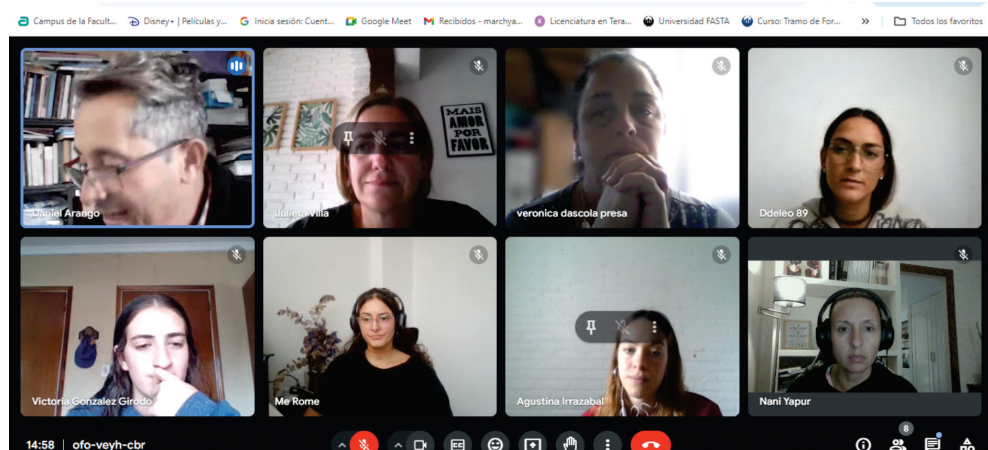 Campus de la Facult... Disney+ | Películas y... Inicia sesión: Cuent... Google Meet Recibidos - marchya... Licenciatura en Tera... Universidad FASTA Curso: Tramo de For... » Todos los favoritos
MAIS
AMOR
POR
FAVOR
Daniel Arango
Julieta Villa
veronica dascola presa
Ddeleo 89
Victoria Gonzalez Girodo
Me Rome
Agustina Irrazabal
Nani Yapur
14:58 | ofo-veyh-cbr
CC
8